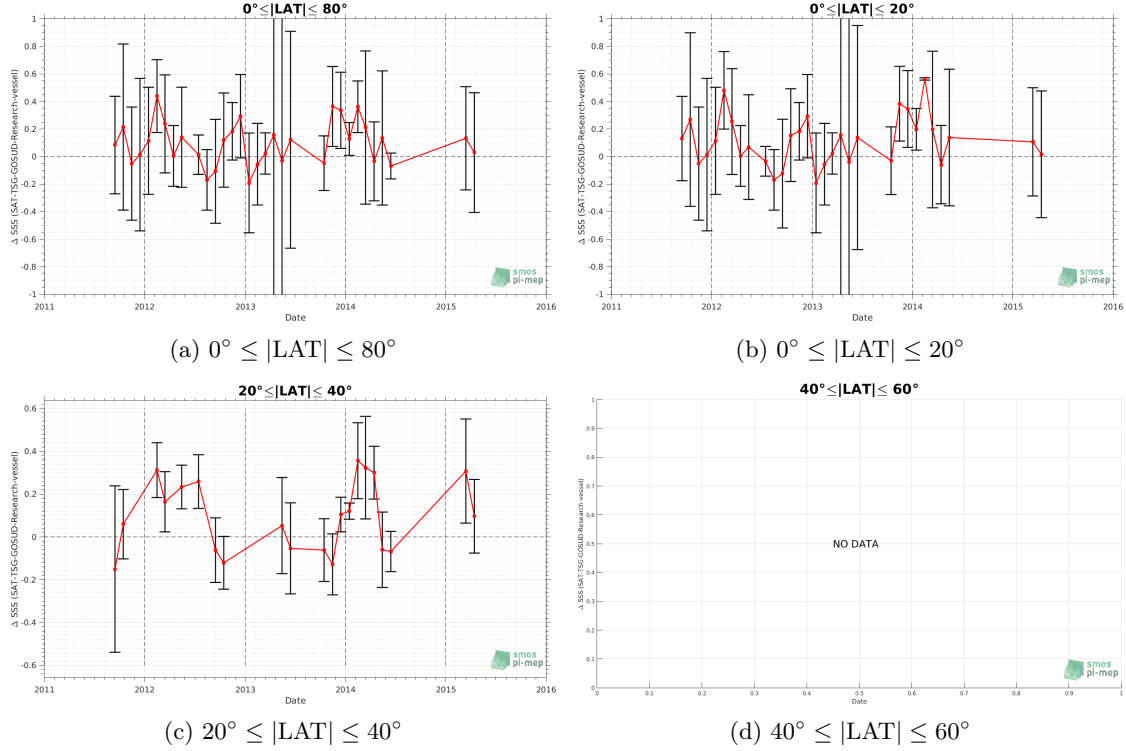 0°≤|LAT|≤ 80°
Δ SSS (SAT-TSG-GOSUD-Research-vessel)
1
0.8
0.6
0.4
0.2
0
-0.2
-0.4
-0.6
-0.8
-1
2011 2012 2013 2014 2015 2016
Date
smos
pi-mep
(a) 0° ≤ |LAT| ≤ 80°
0°≤|LAT|≤ 20°
Δ SSS (SAT-TSG-GOSUD-Research-vessel)
1
0.8
0.6
0.4
0.2
0
-0.2
-0.4
-0.6
-0.8
-1
2011 2012 2013 2014 2015 2016
Date
smos
pi-mep
(b) 0° ≤ |LAT| ≤ 20°
20°≤|LAT|≤ 40°
Δ SSS (SAT-TSG-GOSUD-Research-vessel)
0.6
0.4
0.2
0
-0.2
-0.4
-0.6
2011 2012 2013 2014 2015 2016
Date
smos
pi-mep
(c) 20° ≤ |LAT| ≤ 40°
40°≤|LAT|≤ 60°
Δ SSS (SAT-TSG-GOSUD-Research-vessel)
1
0.9
0.8
0.7
0.6
0.5
0.4
0.3
0.2
0.1
0
NO DATA
0 0.1 0.2 0.3 0.4 0.5 0.6 0.7 0.8 0.9 1
Date
smos
pi-mep
(d) 40° ≤ |LAT| ≤ 60°